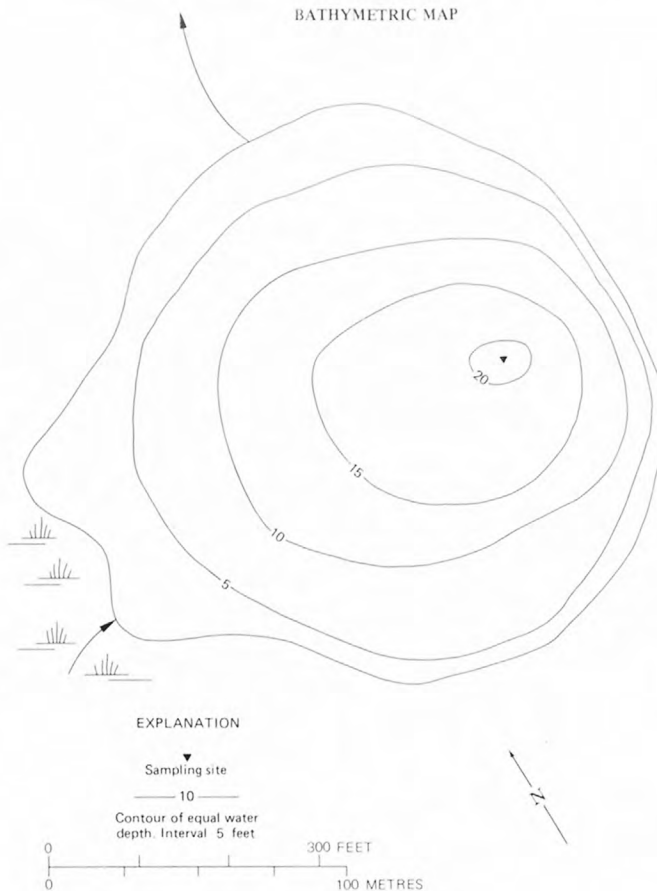 BATHYMETRIC MAP
20
15
10
5
EXPLANATION
Sampling site
10
Contour of equal water
depth. Interval 5 feet
N
0 300 FEET
0 100 METRES